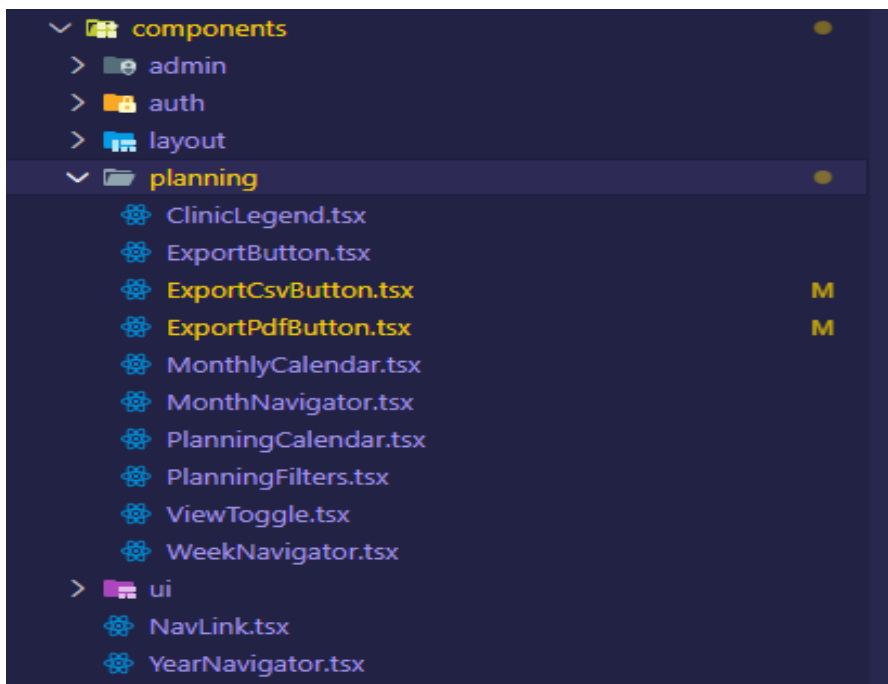 components
admin
auth
layout
planning
ClinicLegend.tsx
ExportButton.tsx
ExportCsvButton.tsx M
ExportPdfButton.tsx M
MonthlyCalendar.tsx
MonthNavigator.tsx
PlanningCalendar.tsx
PlanningFilters.tsx
ViewToggle.tsx
WeekNavigator.tsx
ui
NavLink.tsx
YearNavigator.tsx